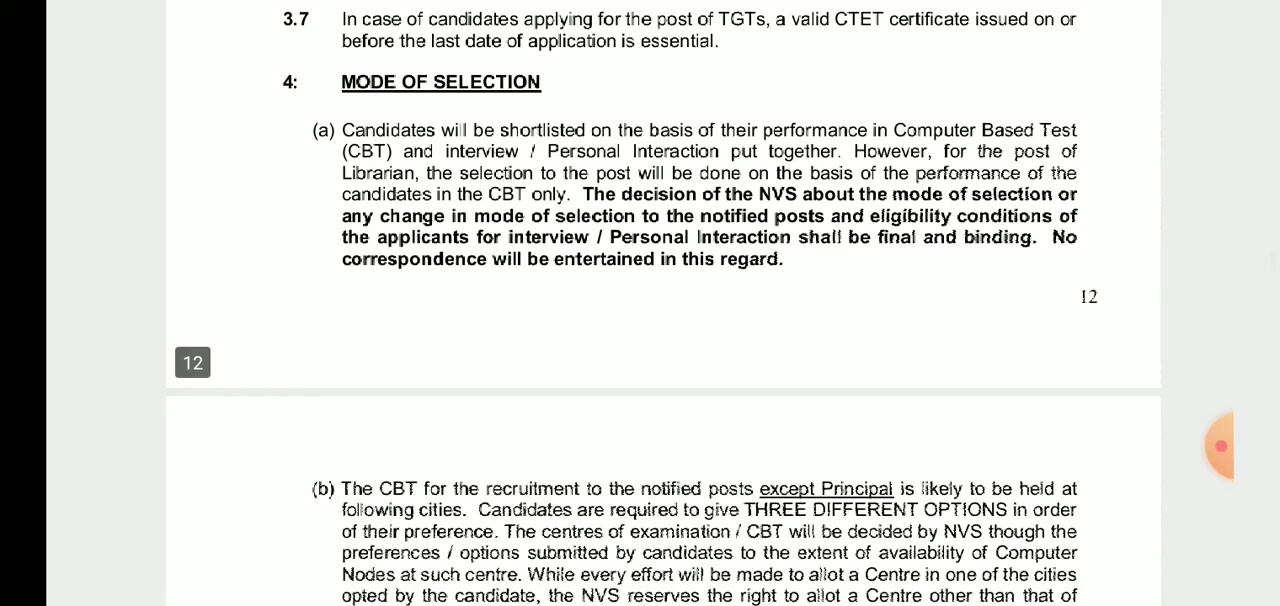 3.7 In case of candidates applying for the post of TGTs, a valid CTET certificate issued on or
before the last date of application is essential.
4: MODE OF SELECTION
(a) Candidates will be shortlisted on the basis of their performance in Computer Based Test
(CBT) and interview / Personal Interaction put together. However, for the post of
Librarian, the selection to the post will be done on the basis of the performance of the
candidates in the CBT only. The decision of the NVS about the mode of selection or
any change in mode of selection to the notified posts and eligibility conditions of
the applicants for interview / Personal Interaction shall be final and binding. No
correspondence will be entertained in this regard.
12
12
(b) The CBT for the recruitment to the notified posts except Principal is likely to be held at
following cities. Candidates are required to give THREE DIFFERENT OPTIONS in order
of their preference. The centres of examination / CBT will be decided by NVS though the
preferences / options submitted by candidates to the extent of availability of Computer
Nodes at such centre. While every effort will be made to allot a Centre in one of the cities
opted by the candidate, the NVS reserves the right to allot a Centre other than that of